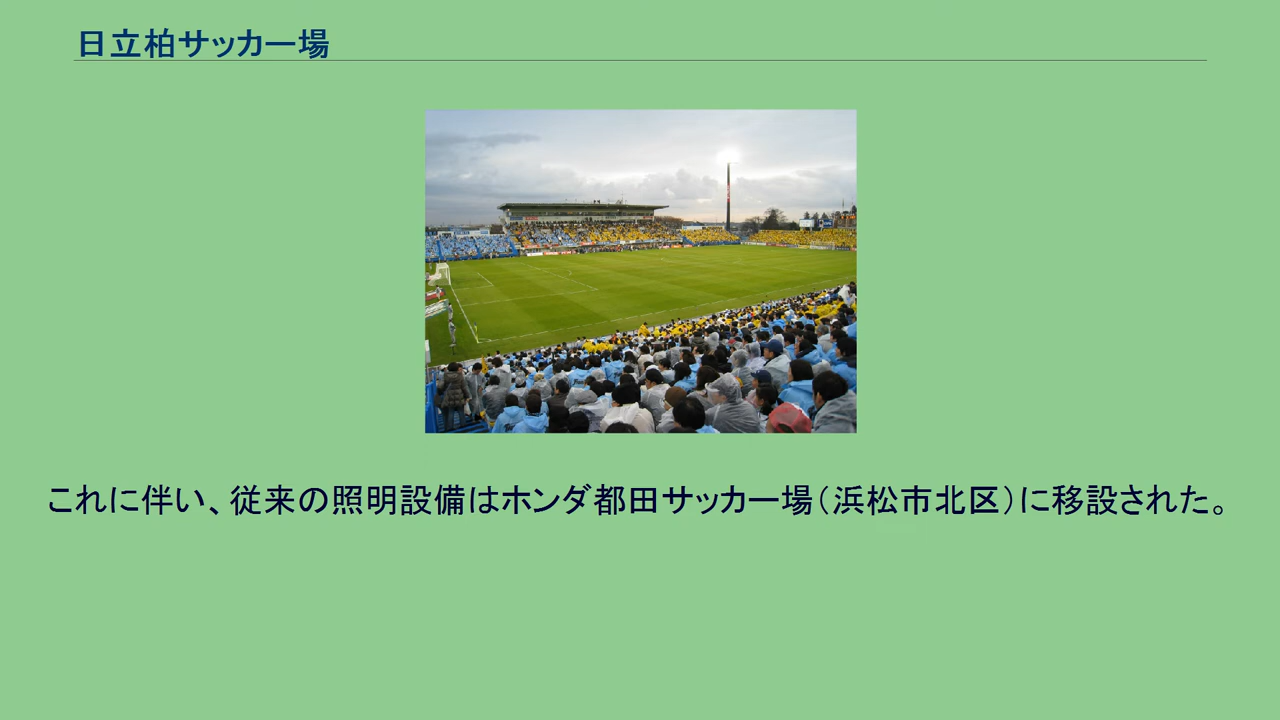 日立柏サッカー場
これに伴い、従来の照明設備はホンダ都田サッカー場（浜松市北区）に移設された。